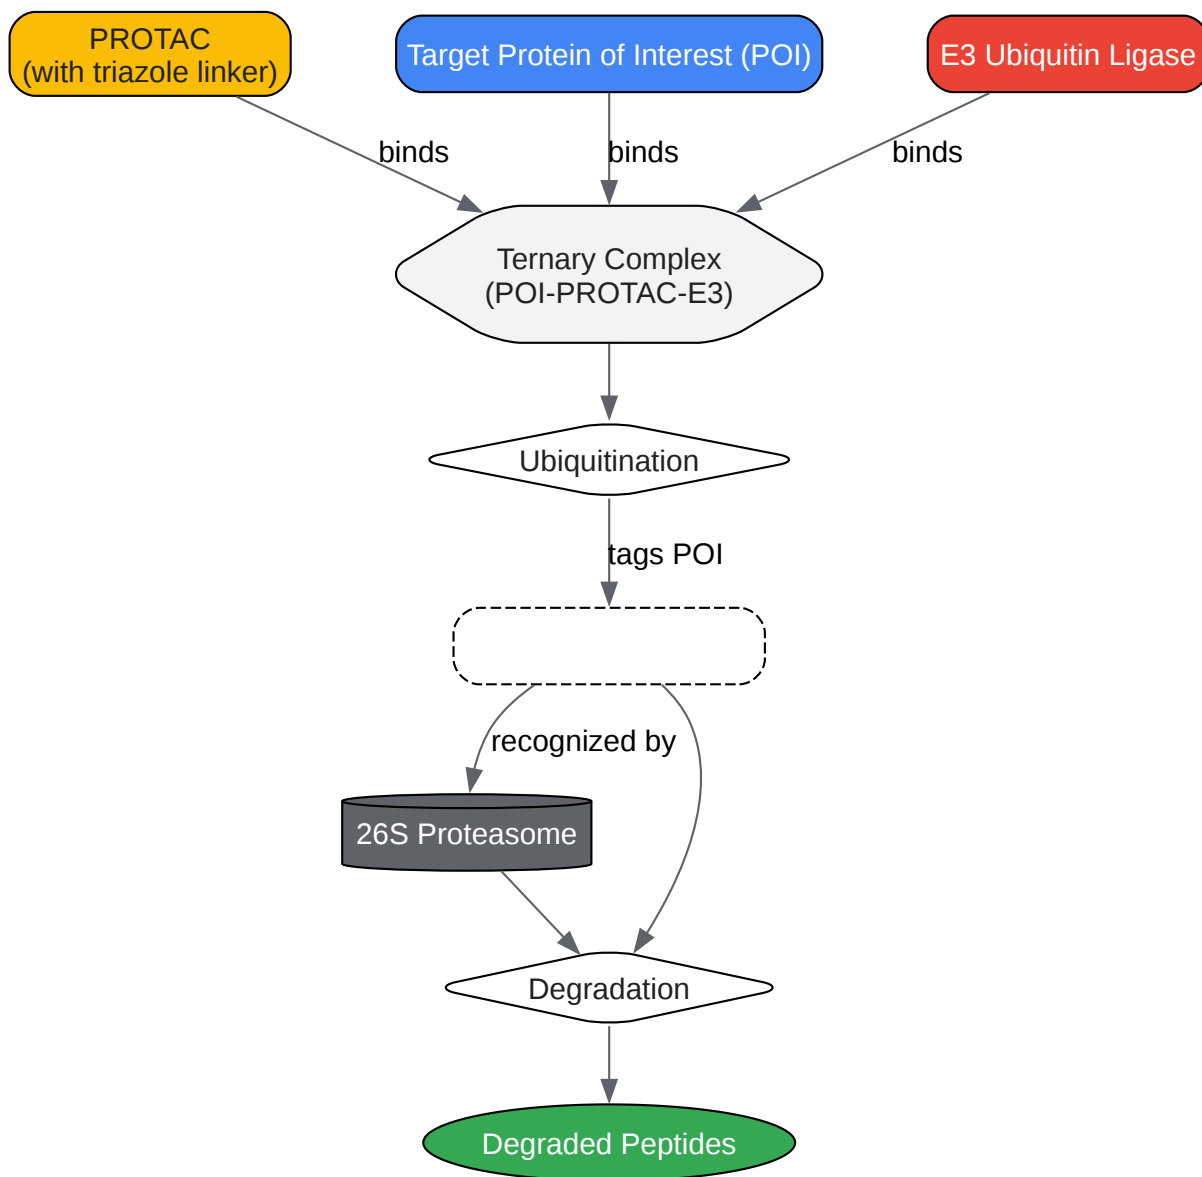 PROTAC
(with triazole linker)
Target Protein of Interest (POI)
E3 Ubiquitin Ligase
binds
binds
binds
Ternary Complex
(POI-PROTAC-E3)
Ubiquitination
tags POI
recognized by
26S Proteasome
Degradation
Degraded Peptides